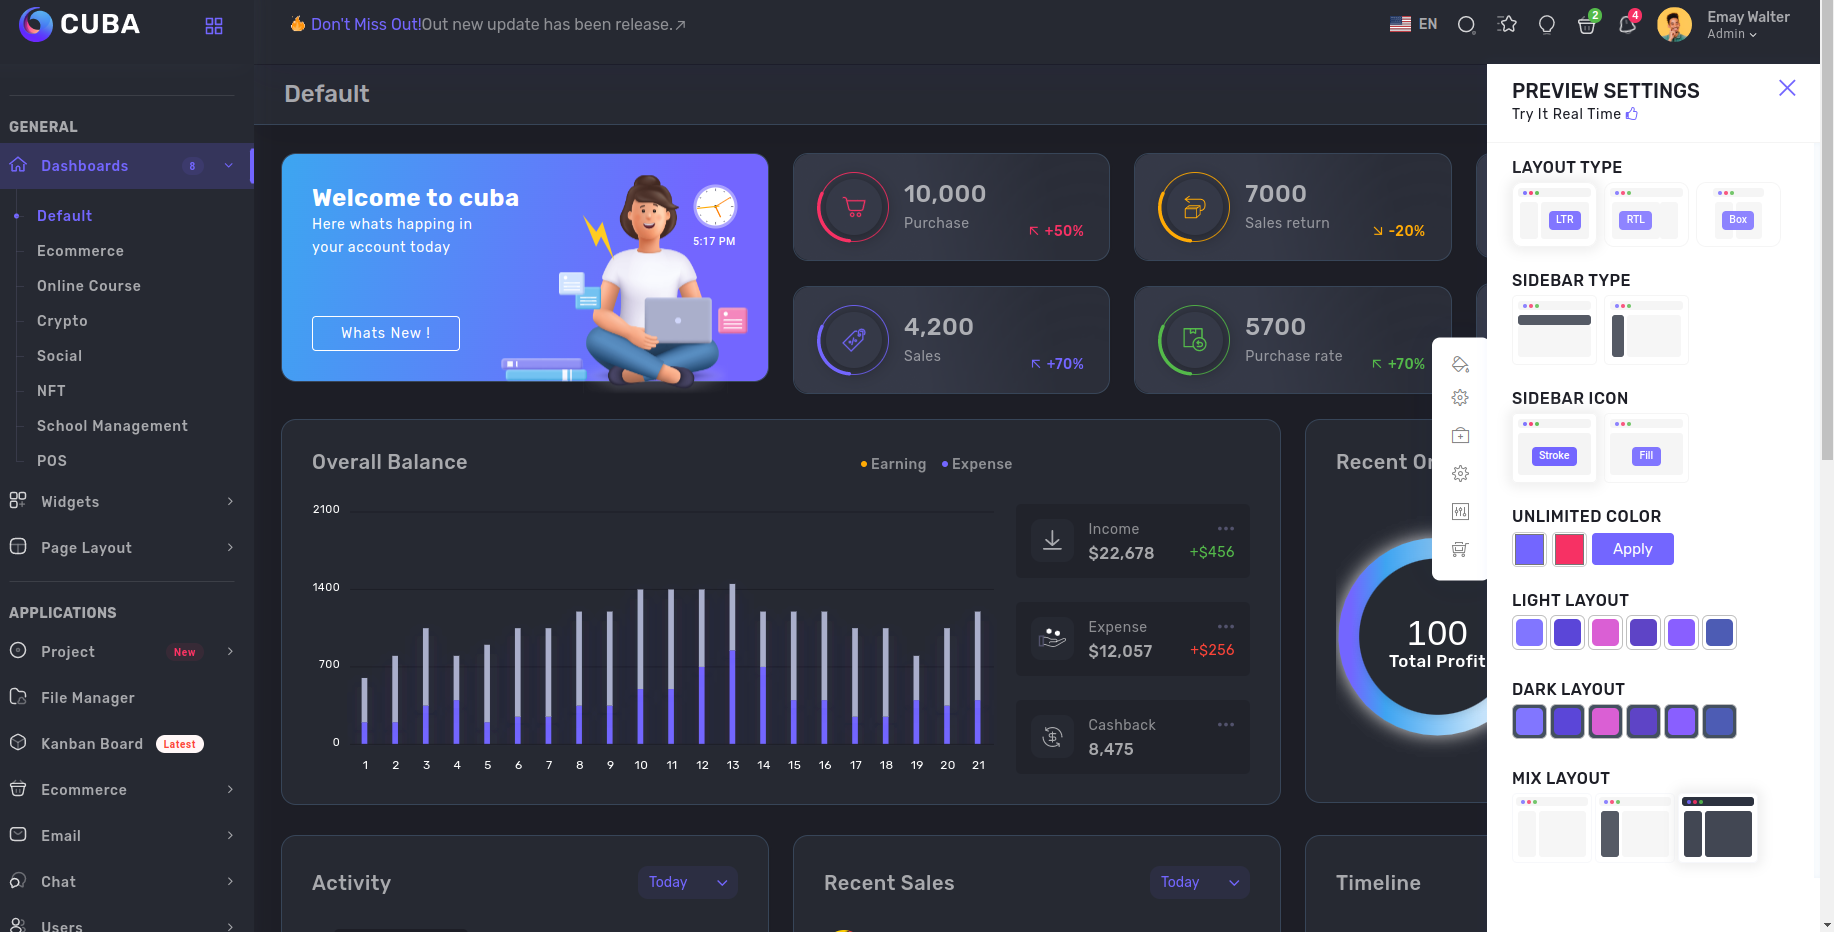 CUBA
Don't Miss Out!Out new update has been release.
EN
2
4
Emay Walter
Admin
GENERAL
Dashboards 8
Default
Ecommerce
Online Course
Crypto
Social
NFT
School Management
POS
Widgets
Page Layout
APPLICATIONS
Project New
File Manager
Kanban Board Latest
Ecommerce
Email
Chat
Users
Default
Welcome to cuba
Here whats happing in
your account today
Whats New !
5:17 PM
10,000
Purchase
+50%
7000
Sales return
-20%
4,200
Sales
+70%
5700
Purchase rate
+70%
Overall Balance
Earning Expense
2100
1400
700
0
1 2 3 4 5 6 7 8 9 10 11 12 13 14 15 16 17 18 19 20 21
Income
$22,678 +$456
Expense
$12,057 +$256
Cashback
8,475
Recent Or
100
Total Profit
Activity
Today
Recent Sales
Today
Timeline
PREVIEW SETTINGS
Try It Real Time
LAYOUT TYPE
LTR RTL Box
SIDEBAR TYPE
SIDEBAR ICON
Stroke Fill
UNLIMITED COLOR
Apply
LIGHT LAYOUT
DARK LAYOUT
MIX LAYOUT